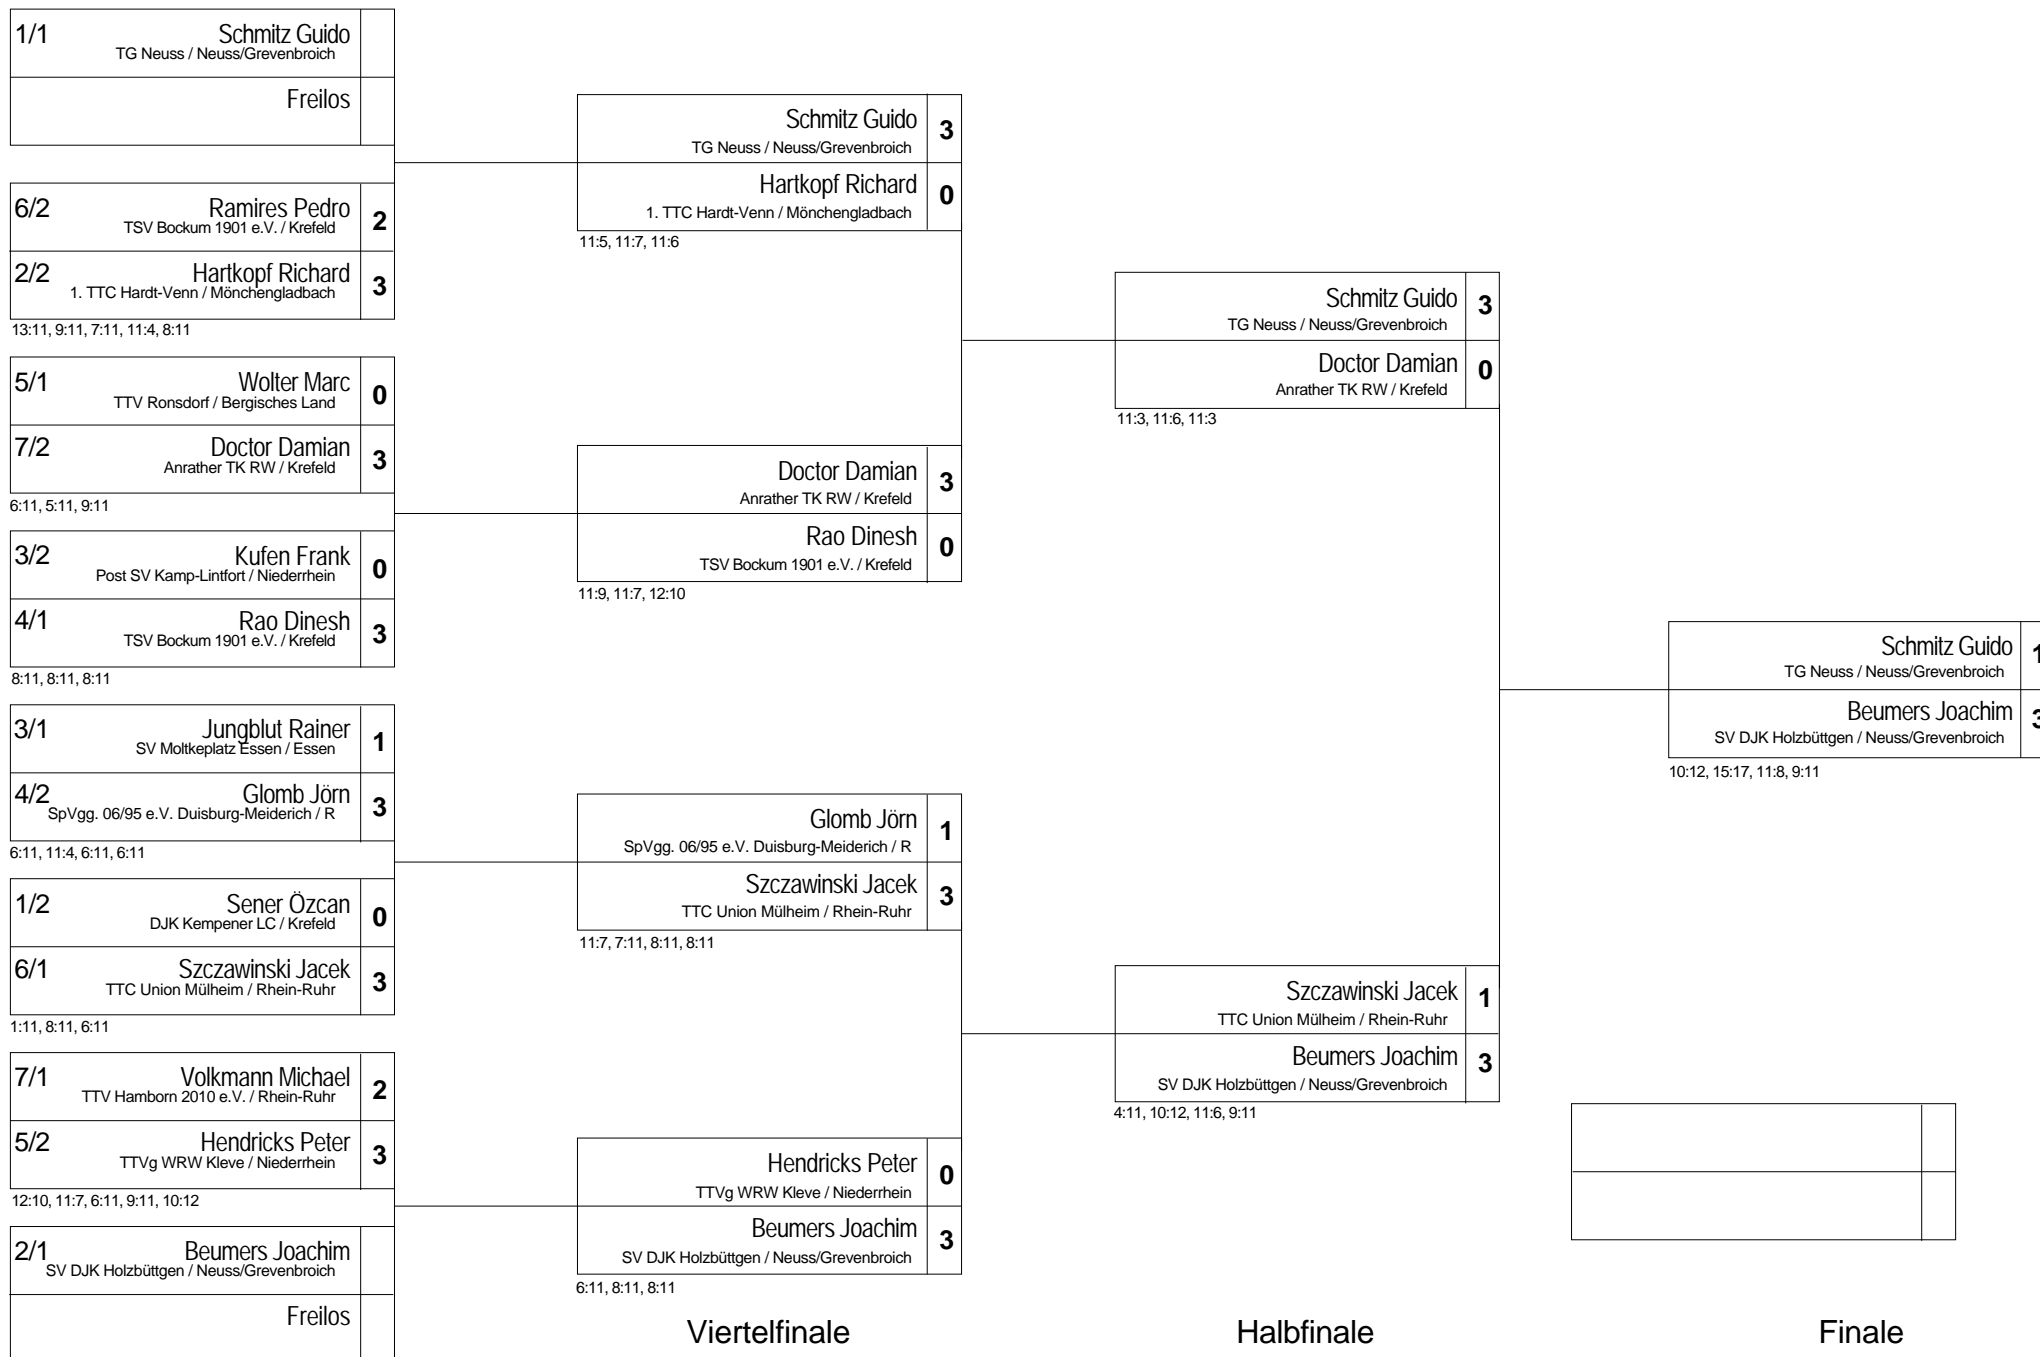 1/1 Schmitz Guido
TG Neuss / Neuss/Grevenbroich
Freilos
6/2 Ramires Pedro 2
TSV Bockum 1901 e.V. / Krefeld
2/2 Hartkopf Richard 3
1. TTC Hardt-Venn / Mönchengladbach
13:11, 9:11, 7:11, 11:4, 8:11
5/1 Wolter Marc 0
TTV Ronsdorf / Bergisches Land
7/2 Doctor Damian 3
Anrather TK RW / Krefeld
6:11, 5:11, 9:11
3/2 Kufen Frank 0
Post SV Kamp-Lintfort / Niederrhein
4/1 Rao Dinesh 3
TSV Bockum 1901 e.V. / Krefeld
8:11, 8:11, 8:11
3/1 Jungblut Rainer 1
SV Moltkeplatz Essen / Essen
4/2 Glomb Jörn 3
SpVgg. 06/95 e.V. Duisburg-Meiderich / R
6:11, 11:4, 6:11, 6:11
1/2 Sener Özcan 0
DJK Kempener LC / Krefeld
6/1 Szczawinski Jacek 3
TTC Union Mülheim / Rhein-Ruhr
1:11, 8:11, 6:11
7/1 Volkmann Michael 2
TTV Hamborn 2010 e.V. / Rhein-Ruhr
5/2 Hendricks Peter 3
TTVg WRW Kleve / Niederrhein
12:10, 11:7, 6:11, 9:11, 10:12
2/1 Beumers Joachim
SV DJK Holzbüttgen / Neuss/Grevenbroich
Freilos
Schmitz Guido 3
TG Neuss / Neuss/Grevenbroich
Hartkopf Richard 0
1. TTC Hardt-Venn / Mönchengladbach
11:5, 11:7, 11:6
Doctor Damian 3
Anrather TK RW / Krefeld
Rao Dinesh 0
TSV Bockum 1901 e.V. / Krefeld
11:9, 11:7, 12:10
Glomb Jörn 1
SpVgg. 06/95 e.V. Duisburg-Meiderich / R
Szczawinski Jacek 3
TTC Union Mülheim / Rhein-Ruhr
11:7, 7:11, 8:11, 8:11
Hendricks Peter 0
TTVg WRW Kleve / Niederrhein
Beumers Joachim 3
SV DJK Holzbüttgen / Neuss/Grevenbroich
6:11, 8:11, 8:11
Viertelfinale
Schmitz Guido 3
TG Neuss / Neuss/Grevenbroich
Doctor Damian 0
Anrather TK RW / Krefeld
11:3, 11:6, 11:3
Szczawinski Jacek 1
TTC Union Mülheim / Rhein-Ruhr
Beumers Joachim 3
SV DJK Holzbüttgen / Neuss/Grevenbroich
4:11, 10:12, 11:6, 9:11
Halbfinale
Schmitz Guido 1
TG Neuss / Neuss/Grevenbroich
Beumers Joachim 3
SV DJK Holzbüttgen / Neuss/Grevenbroich
10:12, 15:17, 11:8, 9:11
Finale